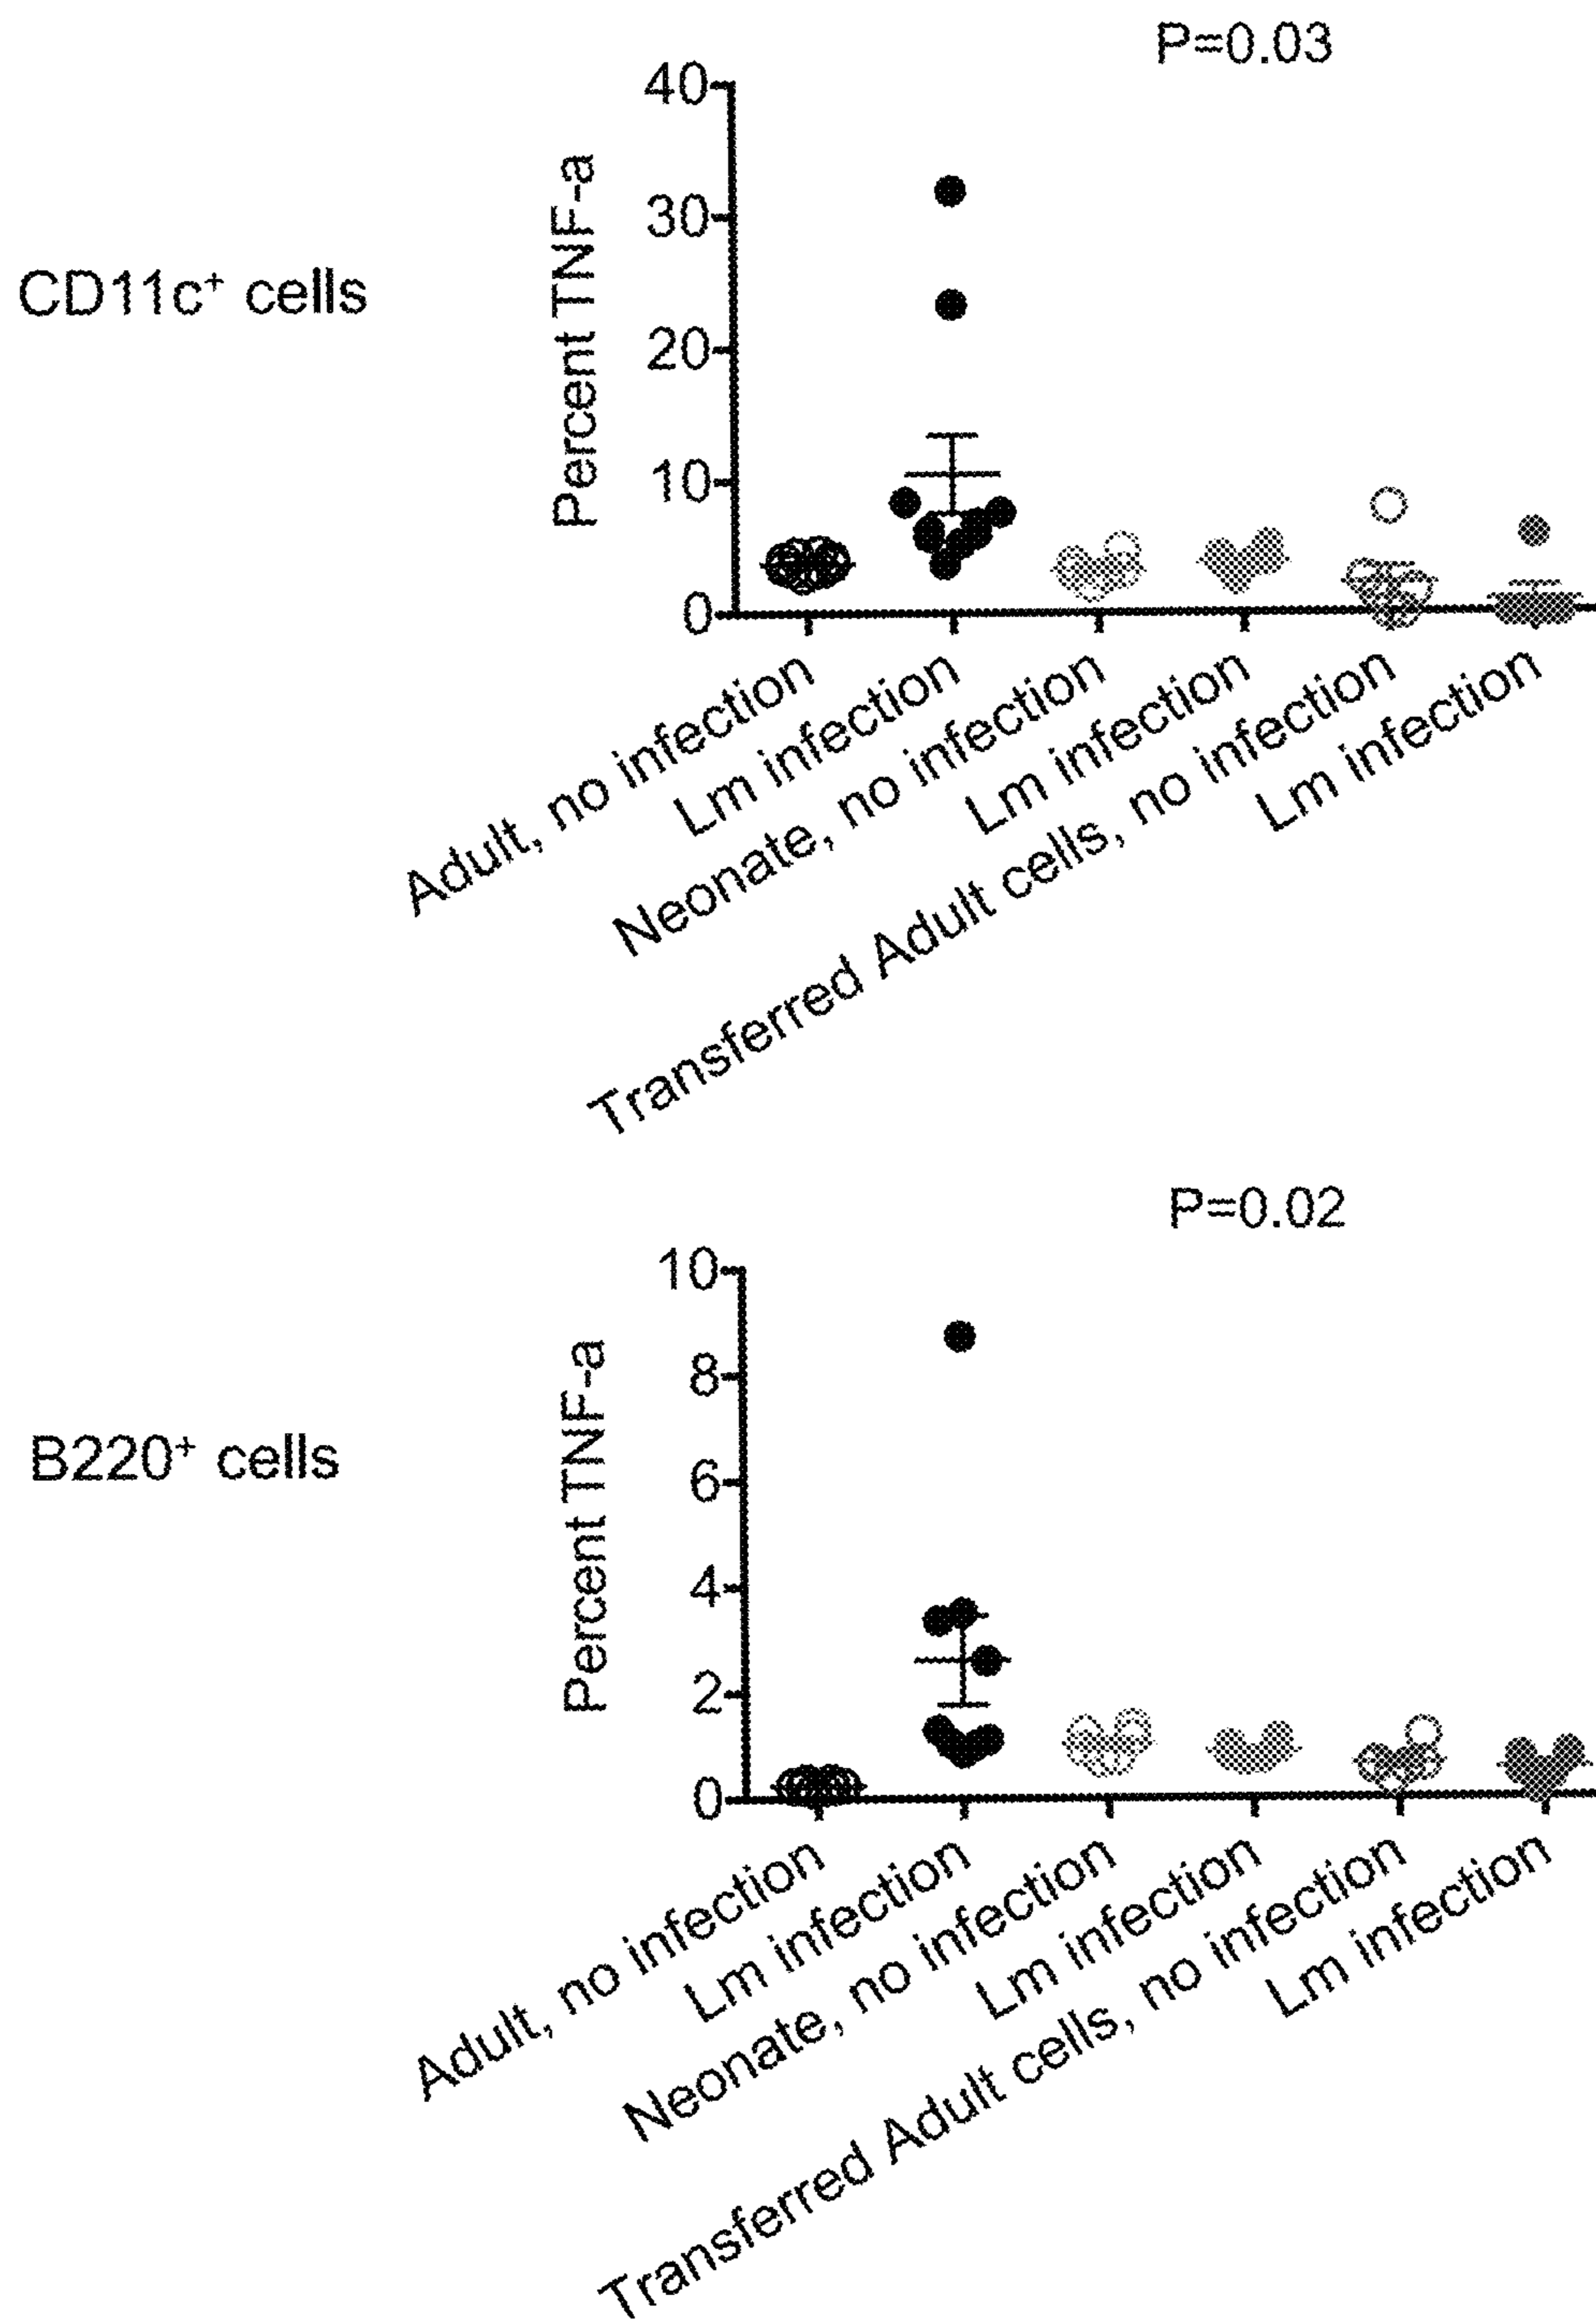 P=0.03
CD11c⁺ cells
Percent TNF-a
40
30
20
10
0
Adult, no infection
Lm infection
Neonate, no infection
Lm infection
Transferred Adult cells, no infection
Lm infection
P=0.02
B220⁺ cells
Percent TNF-a
10
8
6
4
2
0
Adult, no infection
Lm infection
Neonate, no infection
Lm infection
Transferred Adult cells, no infection
Lm infection